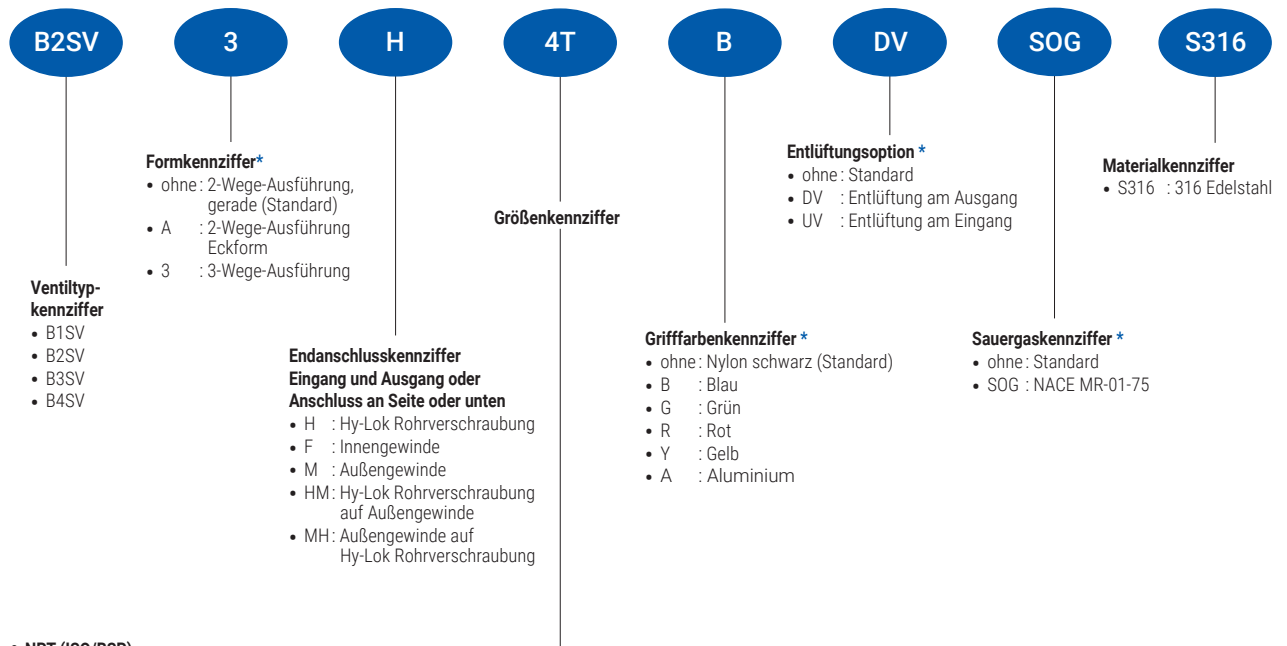 B2SV 3 H 4T B DV SOG S316
Formkennziffer*
• ohne : 2-Wege-Ausführung,
gerade (Standard)
• A : 2-Wege-Ausführung
Eckform
• 3 : 3-Wege-Ausführung
Größenkennziffer
Entlüftungsoption *
• ohne : Standard
• DV : Entlüftung am Ausgang
• UV : Entlüftung am Eingang
Materialkennziffer
• S316 : 316 Edelstahl
Ventiltyp-
kennziffer
• B1SV
• B2SV
• B3SV
• B4SV
Endanschlusskennziffer
Eingang und Ausgang oder
Anschluss an Seite oder unten
• H : Hy-Lok Rohrverschraubung
• F : Innengewinde
• M : Außengewinde
• HM : Hy-Lok Rohrverschraubung
auf Außengewinde
• MH : Außengewinde auf
Hy-Lok Rohrverschraubung
Grifffarbenkennziffer *
• ohne : Nylon schwarz (Standard)
• B : Blau
• G : Grün
• R : Rot
• Y : Gelb
• A : Aluminium
Sauergaskennziffer *
• ohne : Standard
• SOG : NACE MR-01-75
• NPT (ISO/BSP)